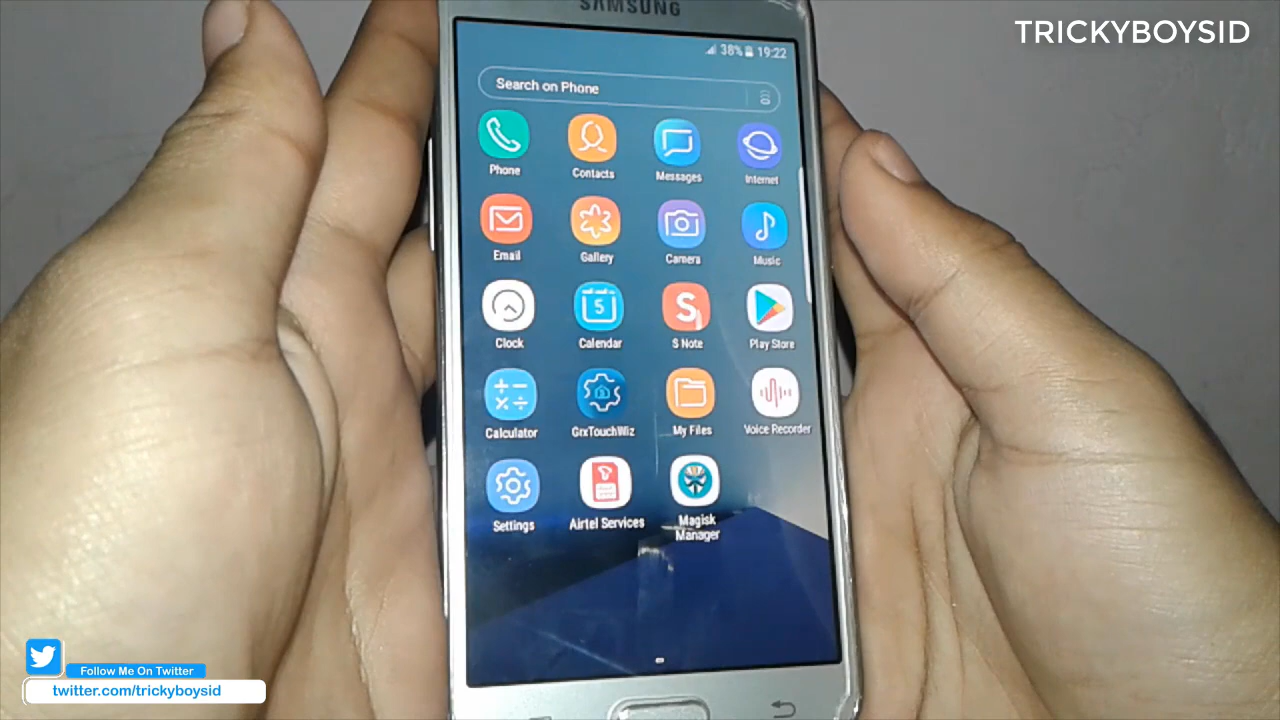 SAMSUNG
TRICKYBOYSID
38% 19:22
Search on Phone
Phone
Contacts
Messages
Internet
Email
Gallery
Camera
Music
Clock
5
Calendar
S
S Note
Play Store
Calculator
GrxTouchWiz
My Files
Voice Recorder
Settings
Airtel Services
Magisk
Manager
Follow Me On Twitter
twitter.com/trickyboysid